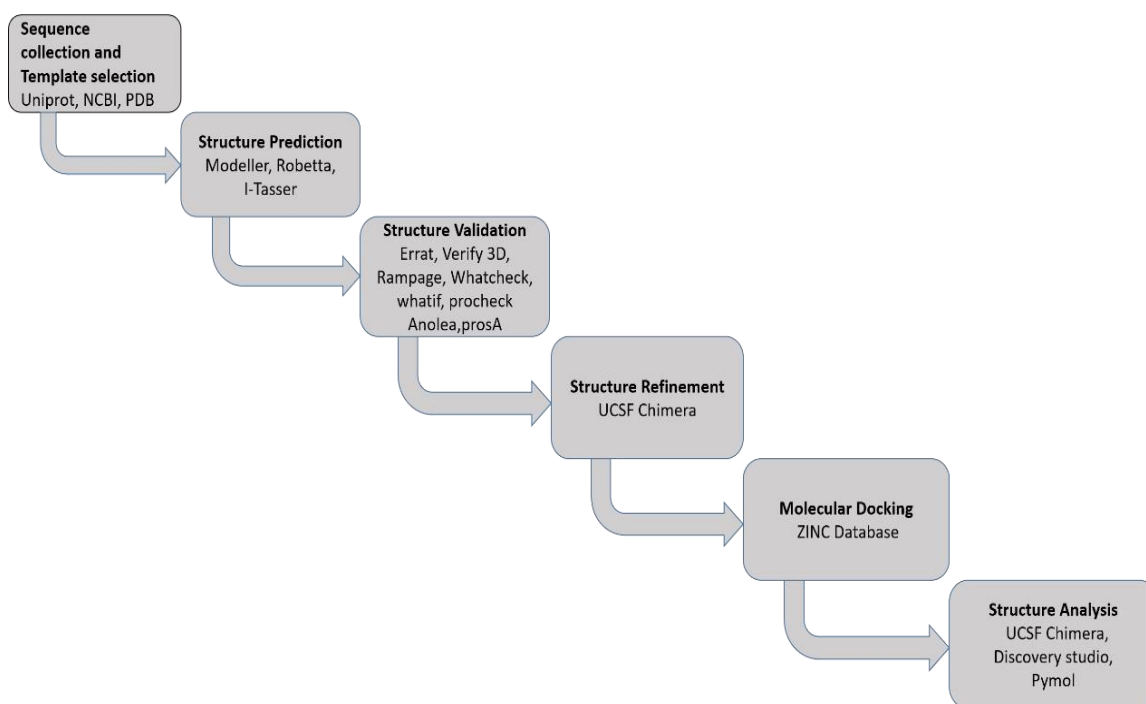 Sequence
collection and
Template selection
Uniprot, NCBI, PDB
Structure Prediction
Modeller, Robetta,
I-Tasser
Structure Validation
Errat, Verify 3D,
Rampage, Whatcheck,
whatif, procheck
Anolea,prosA
Structure Refinement
UCSF Chimera
Molecular Docking
ZINC Database
Structure Analysis
UCSF Chimera,
Discovery studio,
Pymol